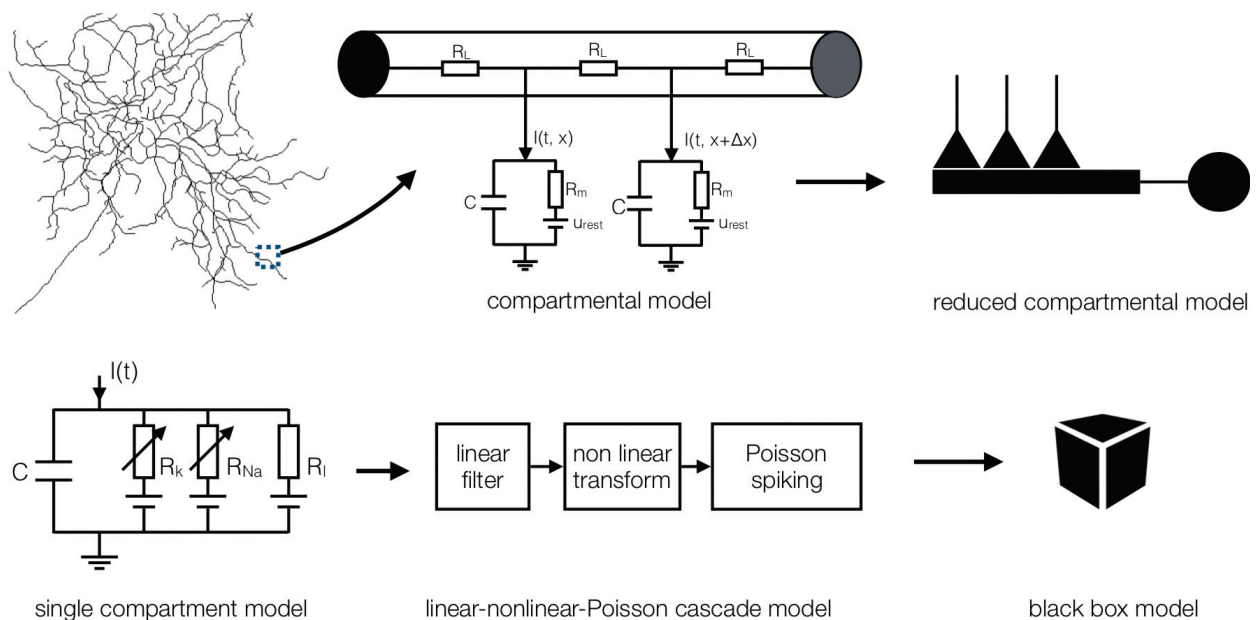 R_L
R_L
R_L
I(t, x)
I(t, x+Δx)
C
R_m
u_rest
C
R_m
u_rest
compartmental model
reduced compartmental model
I(t)
C
R_k
R_Na
R_l
linear
filter
non linear
transform
Poisson
spiking
single compartment model
linear-nonlinear-Poisson cascade model
black box model